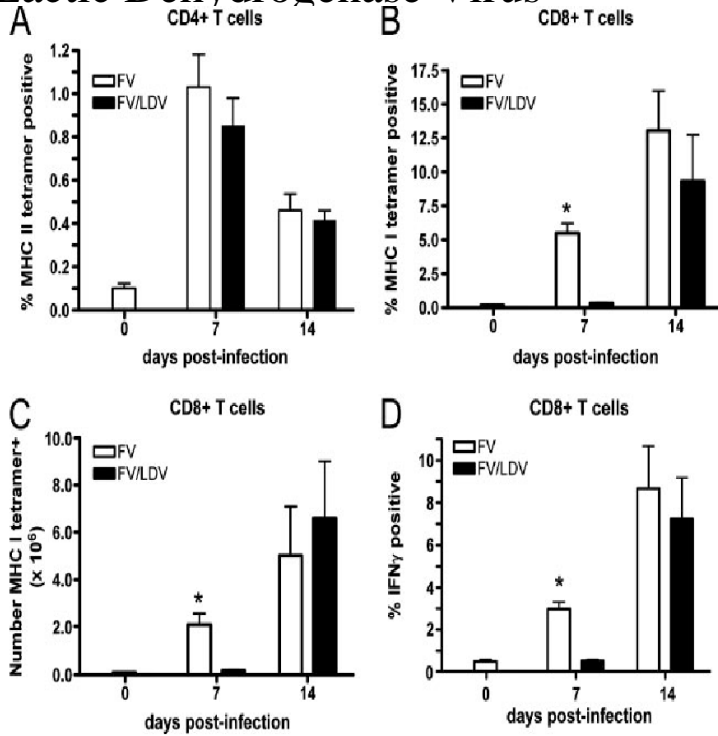 Lactic Dehydrogenase Virus
A
CD4+ T cells
% MHC II tetramer positive
1.2
1.0
0.8
0.6
0.4
0.2
0.0
FV
FV/LDV
0 7 14
days post-infection
B
CD8+ T cells
% MHC I tetramer positive
17.5
15.0
12.5
10.0
7.5
5.0
2.5
0.0
FV
FV/LDV
*
0 7 14
days post-infection
C
CD8+ T cells
Number MHC I tetramer+
(x 10⁶)
10.0
8.0
6.0
4.0
2.0
0.0
FV
FV/LDV
*
0 7 14
days post-infection
D
CD8+ T cells
% IFNγ positive
10
8
6
4
2
0
FV
FV/LDV
*
0 7 14
days post-infection